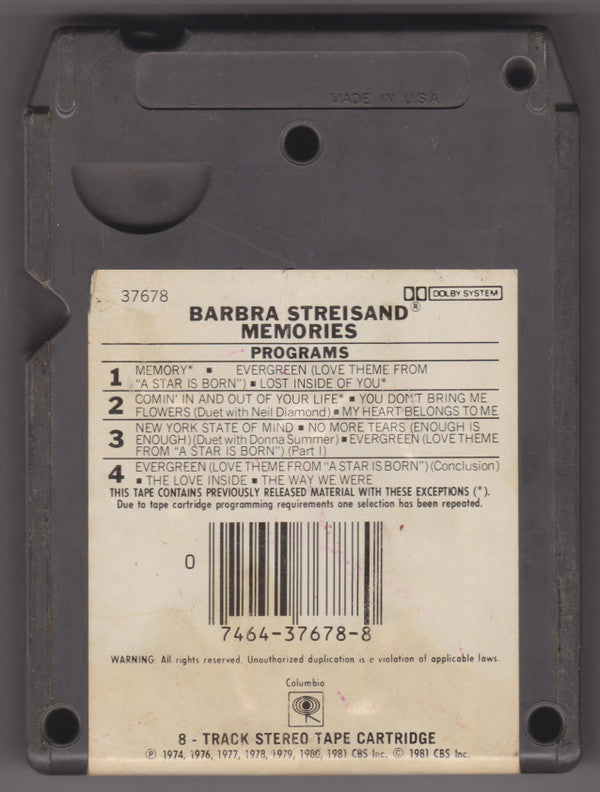 MADE IN U.S.A.
37678
DOLBY SYSTEM
BARBRA STREISAND®
MEMORIES
PROGRAMS
1 MEMORY* ▪ EVERGREEN (LOVE THEME FROM
"A STAR IS BORN") ▪ LOST INSIDE OF YOU*
2 COMIN' IN AND OUT OF YOUR LIFE* ▪ YOU DON'T BRING ME
FLOWERS (Duet with Neil Diamond) ▪ MY HEART BELONGS TO ME
3 NEW YORK STATE OF MIND ▪ NO MORE TEARS (ENOUGH IS
ENOUGH) (Duet with Donna Summer) ▪ EVERGREEN (LOVE THEME
FROM "A STAR IS BORN") (Part I)
4 EVERGREEN (LOVE THEME FROM "A STAR IS BORN") (Conclusion)
▪ THE LOVE INSIDE ▪ THE WAY WE WERE
THIS TAPE CONTAINS PREVIOUSLY RELEASED MATERIAL WITH THESE EXCEPTIONS (*).
Due to tape cartridge programming requirements one selection has been repeated.
0
7464-37678-8
WARNING: All rights reserved. Unauthorized duplication is a violation of applicable laws.
Columbia
8 - TRACK STEREO TAPE CARTRIDGE
℗ 1974, 1976, 1977, 1978, 1979, 1980, 1981 CBS Inc. © 1981 CBS Inc.